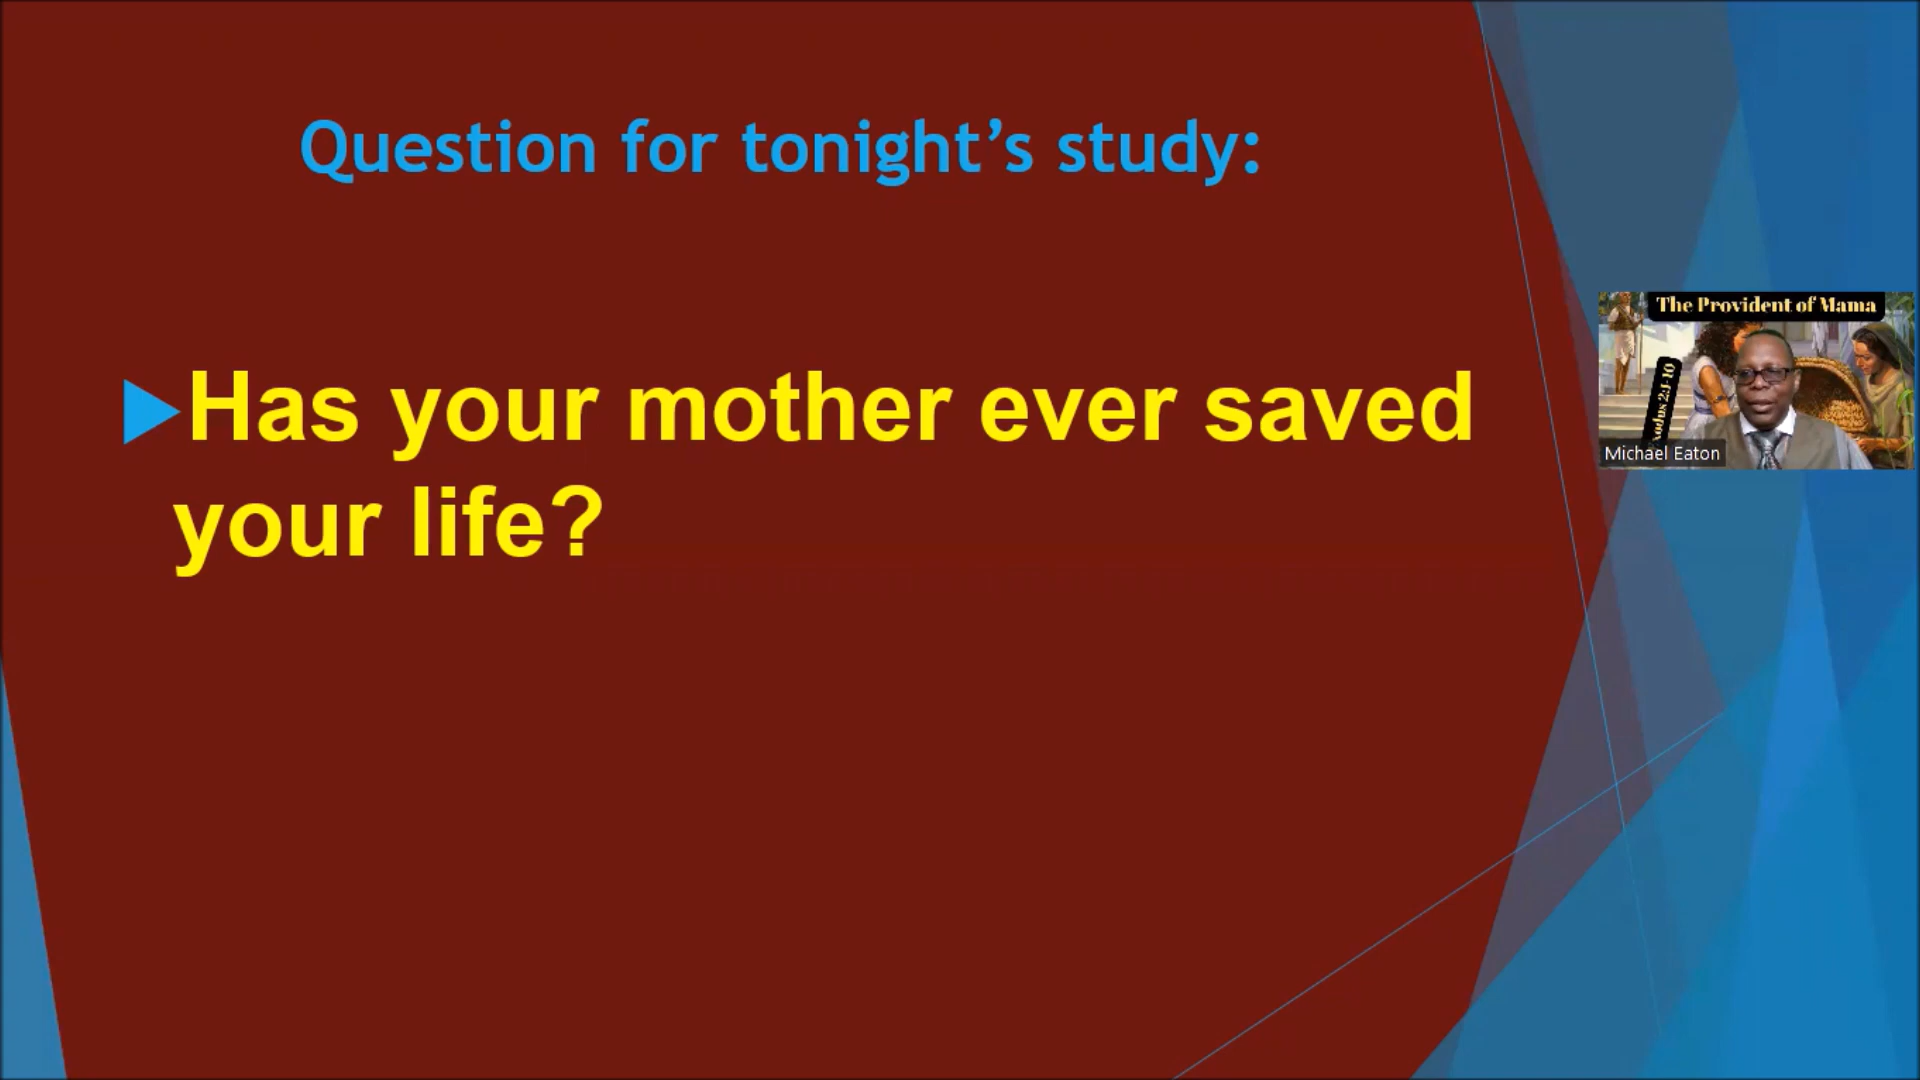 Question for tonight’s study:
Has your mother ever saved
your life?
The Provident of Mama
Exodus 2:1-10
Michael Eaton